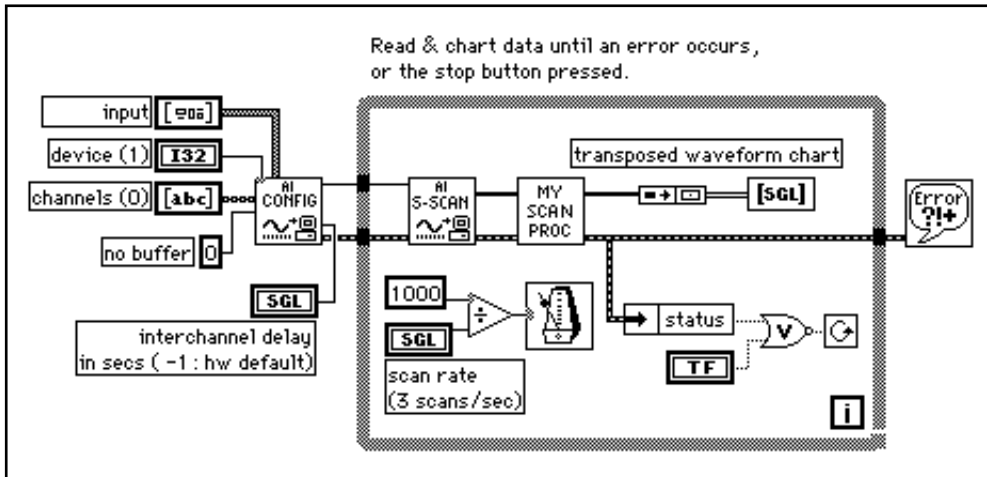 Read & chart data until an error occurs,
or the stop button pressed.
input
device (1)
I32
channels (0)
[abc]
no buffer
0
AI
CONFIG
SGL
interchannel delay
in secs ( -1 : hw default)
AI
S-SCAN
MY
SCAN
PROC
transposed waveform chart
[SGL]
Error
?!+
1000
÷
SGL
scan rate
(3 scans/sec)
status
V
TF
i